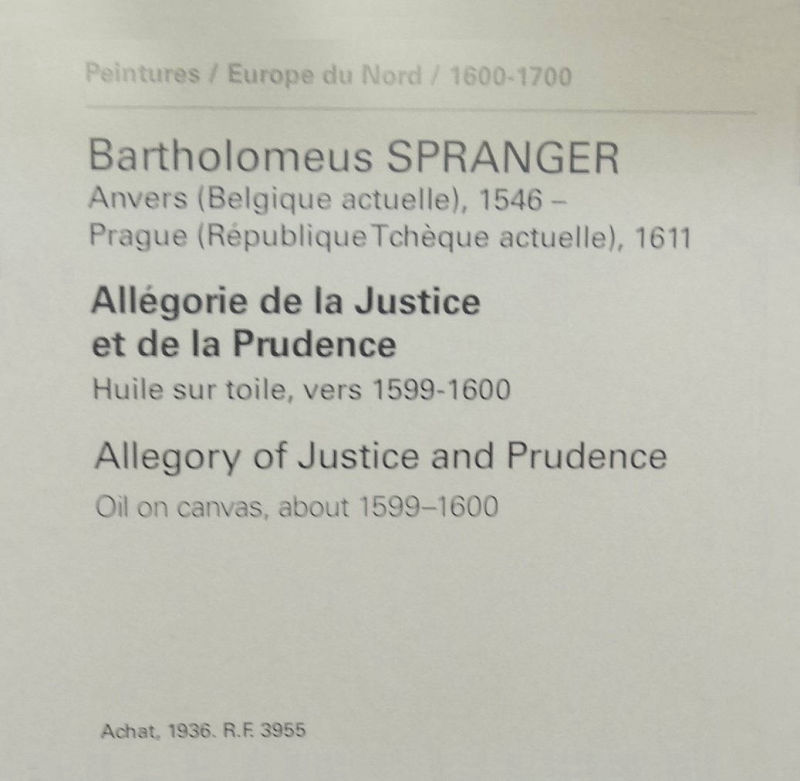 Peintures / Europe du Nord / 1600-1700
Bartholomeus SPRANGER
Anvers (Belgique actuelle), 1546 –
Prague (République Tchèque actuelle), 1611
Allégorie de la Justice
et de la Prudence
Huile sur toile, vers 1599-1600
Allegory of Justice and Prudence
Oil on canvas, about 1599–1600
Achat, 1936. R.F. 3955